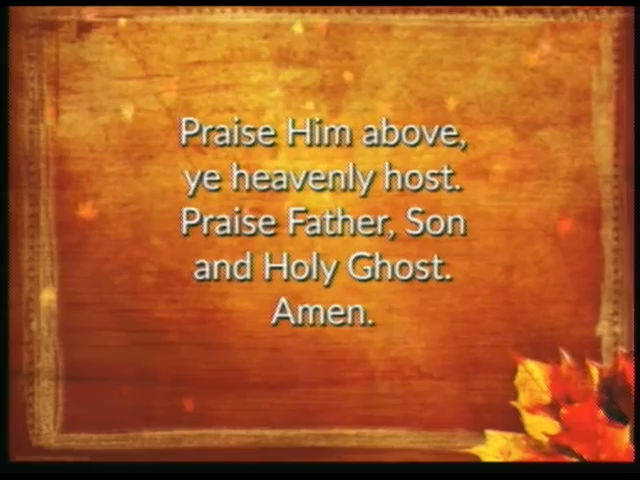 Praise Him above,
ye heavenly host.
Praise Father, Son
and Holy Ghost.
Amen.